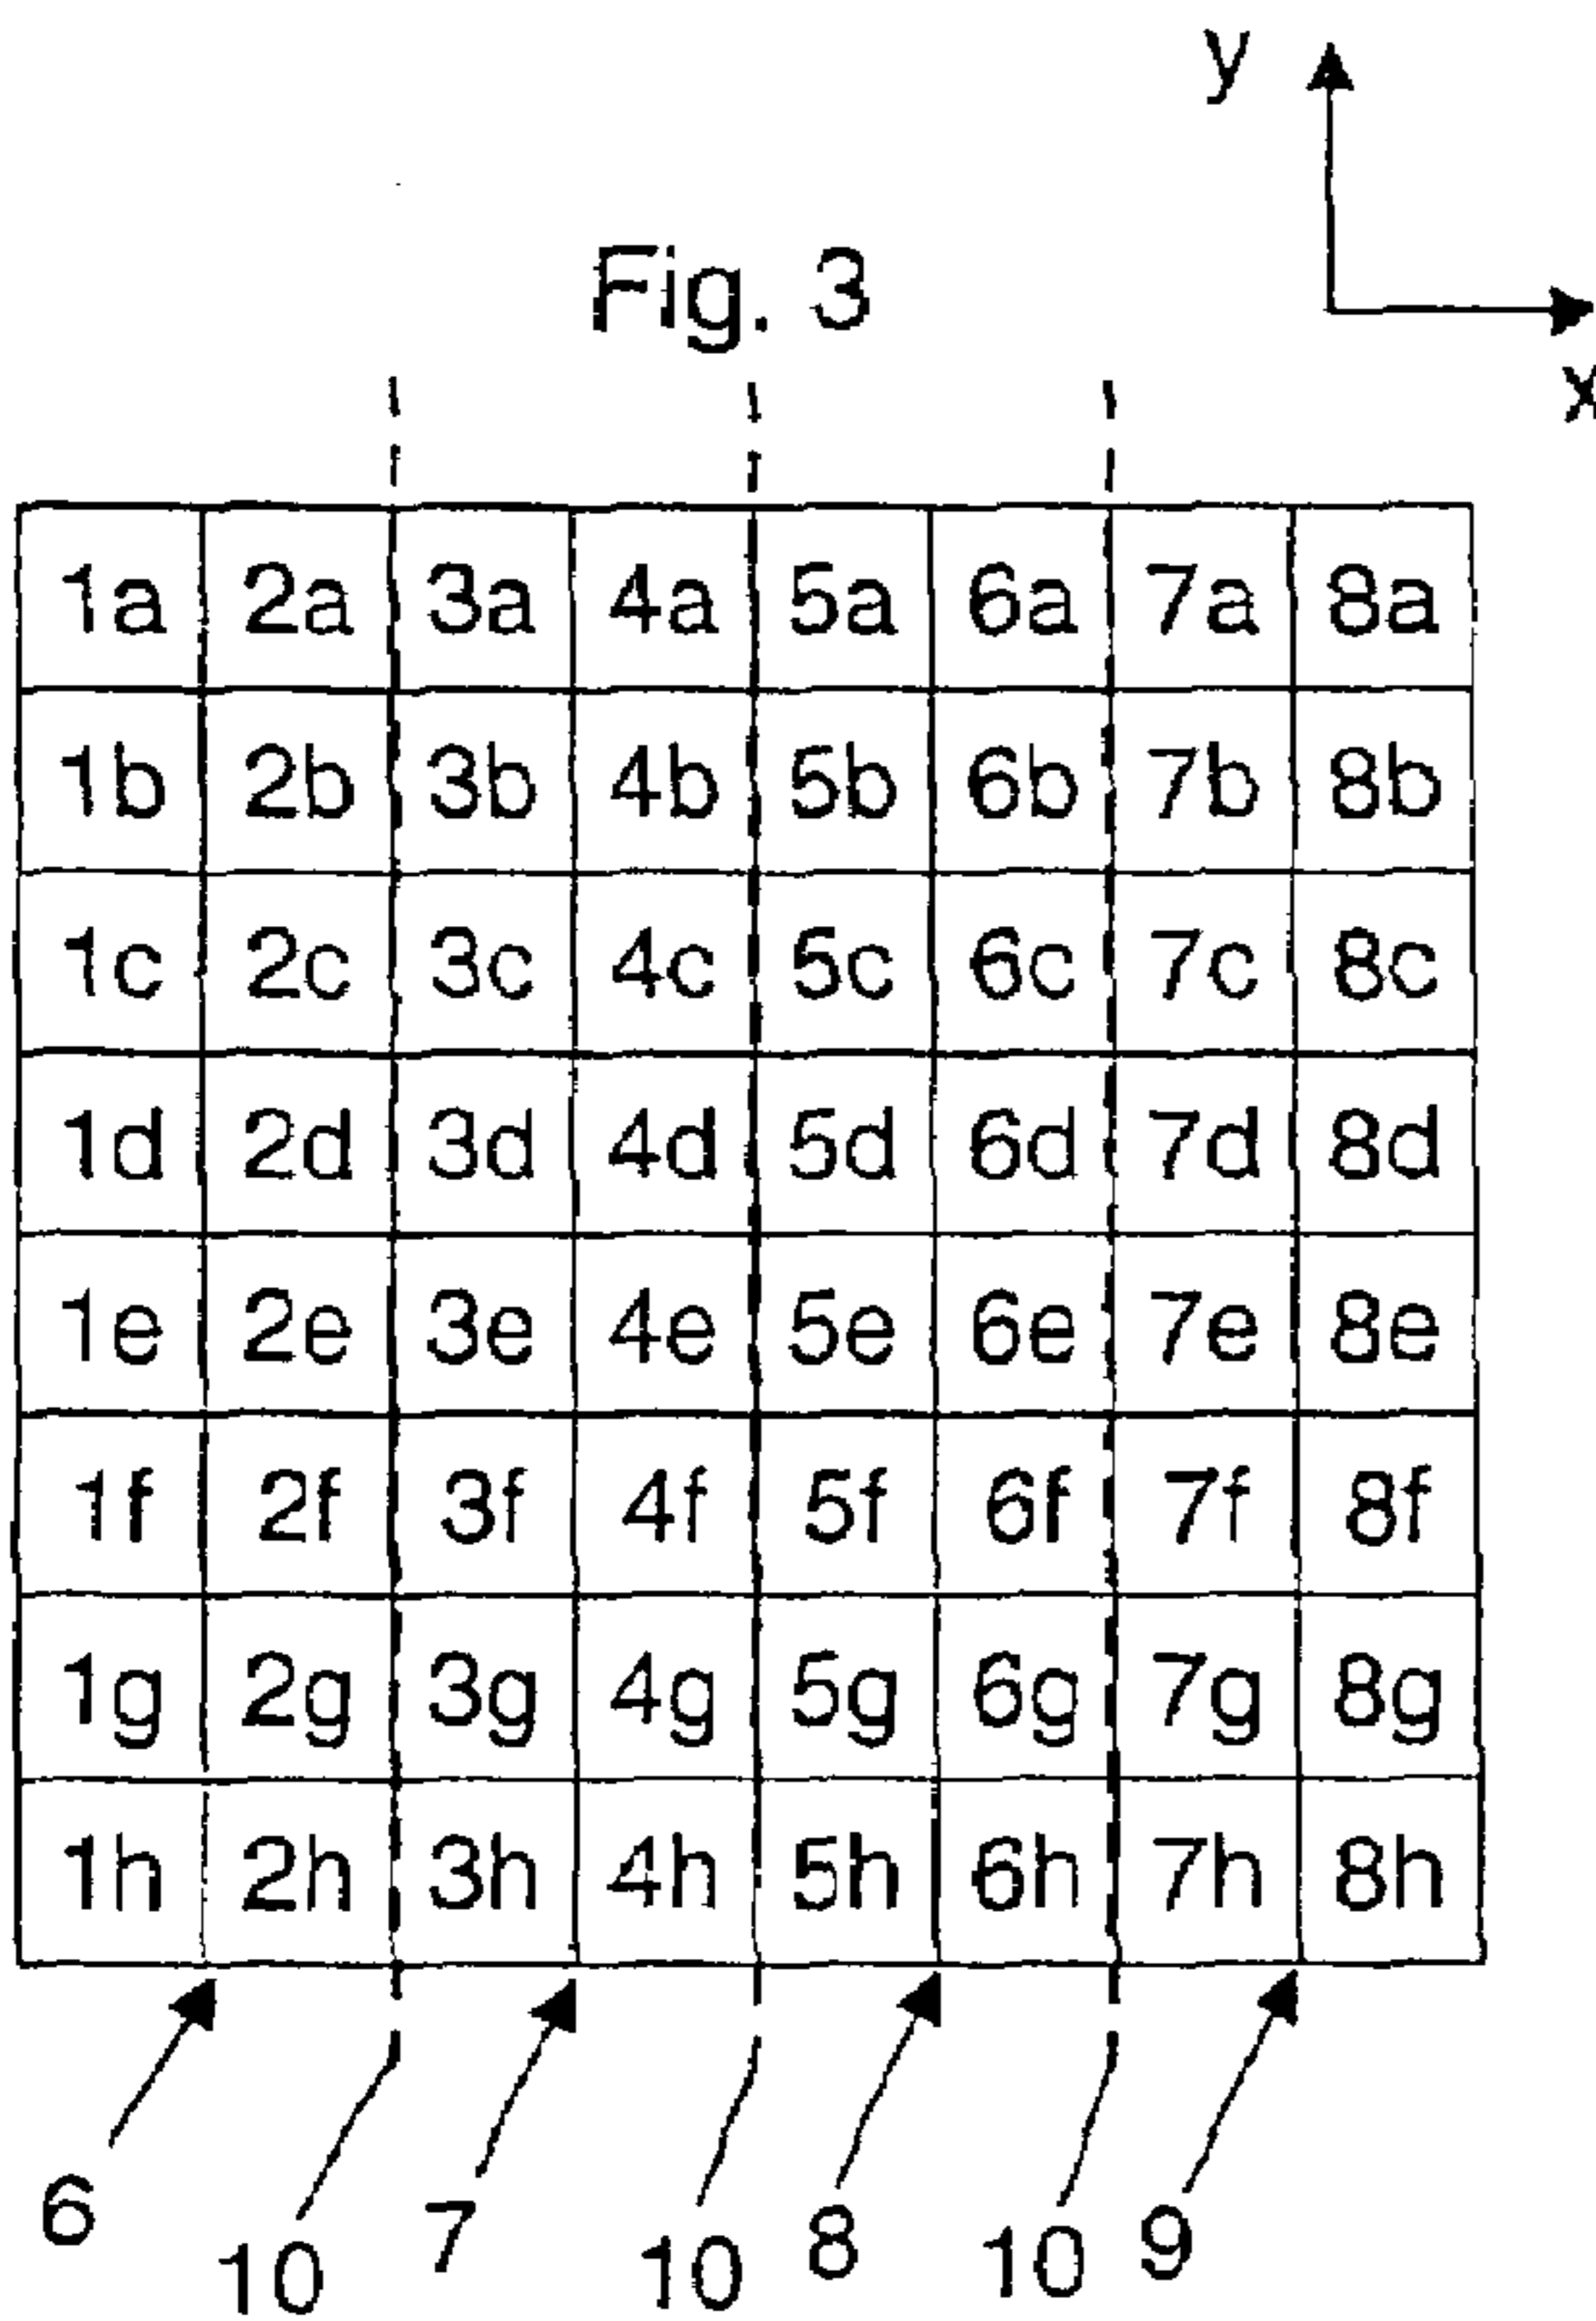 y
Fig. 3
x
1a 2a 3a 4a 5a 6a 7a 8a
1b 2b 3b 4b 5b 6b 7b 8b
1c 2c 3c 4c 5c 6c 7c 8c
1d 2d 3d 4d 5d 6d 7d 8d
1e 2e 3e 4e 5e 6e 7e 8e
1f 2f 3f 4f 5f 6f 7f 8f
1g 2g 3g 4g 5g 6g 7g 8g
1h 2h 3h 4h 5h 6h 7h 8h
6 10 7 10 8 10 9